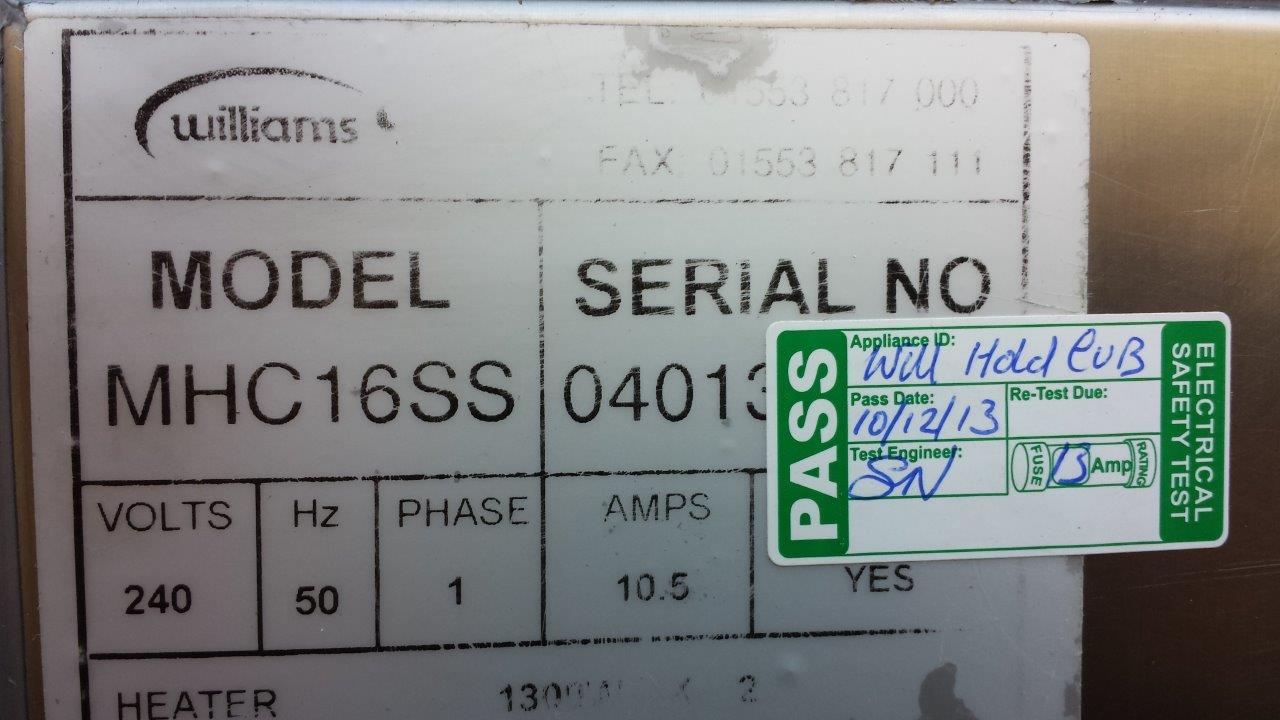 williams
TEL: 01553 817 000
FAX: 01553 817 111
MODEL
SERIAL NO
MHC16SS
04013
PASS
Appliance ID:
Will Hold CuB
Pass Date:
10/12/13
Re-Test Due:
Test Engineer:
SN
FUSE 13 Amp RATING
ELECTRICAL
SAFETY TEST
VOLTS Hz PHASE AMPS
240 50 1 10.5 YES
HEATER 1300W X 2